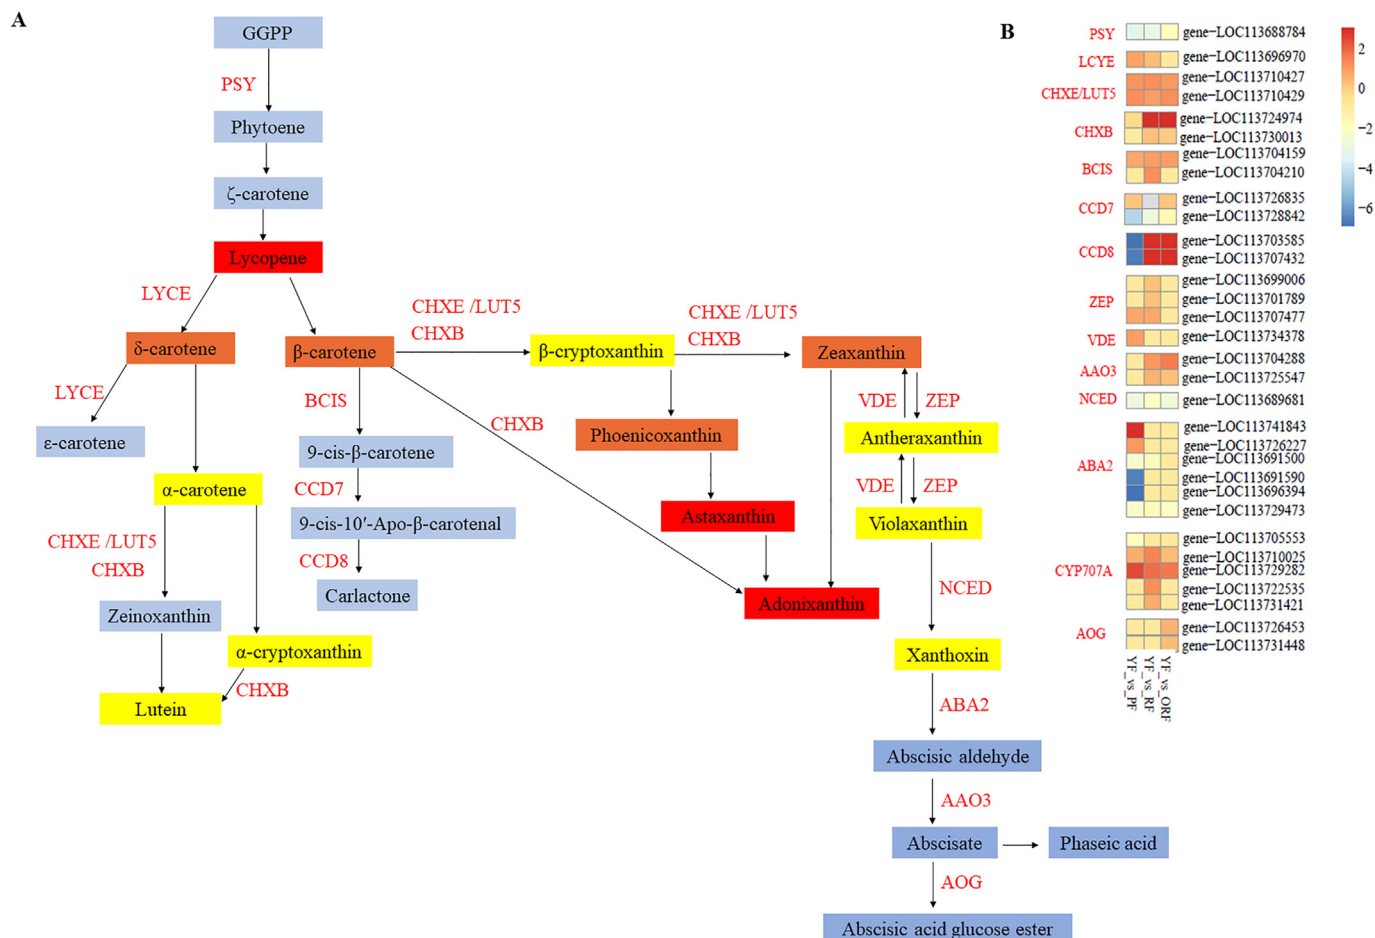 A
GGPP
PSY
Phytoene
ζ-carotene
Lycopene
LYCE
CHXE /LUT5
CHXB
CHXE /LUT5
CHXB
δ-carotene
β-carotene
β-cryptoxanthin
Zeaxanthin
LYCE
BCIS
CHXB
VDE
ZEP
ε-carotene
9-cis-β-carotene
Phoenicoxanthin
Antheraxanthin
CCD7
VDE
ZEP
α-carotene
9-cis-10′-Apo-β-carotenal
Astaxanthin
Violaxanthin
CHXE /LUT5
CHXB
CCD8
NCED
Zeinoxanthin
Carlactone
Adonixanthin
α-cryptoxanthin
Xanthoxin
CHXB
Lutein
ABA2
Abscisic aldehyde
AAO3
Abscisate
Phaseic acid
AOG
Abscisic acid glucose ester
B
PSY
gene-LOC113688784
LCYE
gene-LOC113696970
CHXE/LUT5
gene-LOC113710427
gene-LOC113710429
CHXB
gene-LOC113724974
gene-LOC113730013
BCIS
gene-LOC113704159
gene-LOC113704210
CCD7
gene-LOC113726835
gene-LOC113728842
CCD8
gene-LOC113703585
gene-LOC113707432
ZEP
gene-LOC113699006
gene-LOC113701789
gene-LOC113707477
VDE
gene-LOC113734378
AAO3
gene-LOC113704288
gene-LOC113725547
NCED
gene-LOC113689681
ABA2
gene-LOC113741843
gene-LOC113726227
gene-LOC113691500
gene-LOC113691590
gene-LOC113696394
gene-LOC113729473
CYP707A
gene-LOC113705553
gene-LOC113710025
gene-LOC113729282
gene-LOC113722535
gene-LOC113731421
AOG
gene-LOC113726453
gene-LOC113731448
YF_vs_PF
YF_vs_RF
YF_vs_ORF
2
0
−2
−4
−6